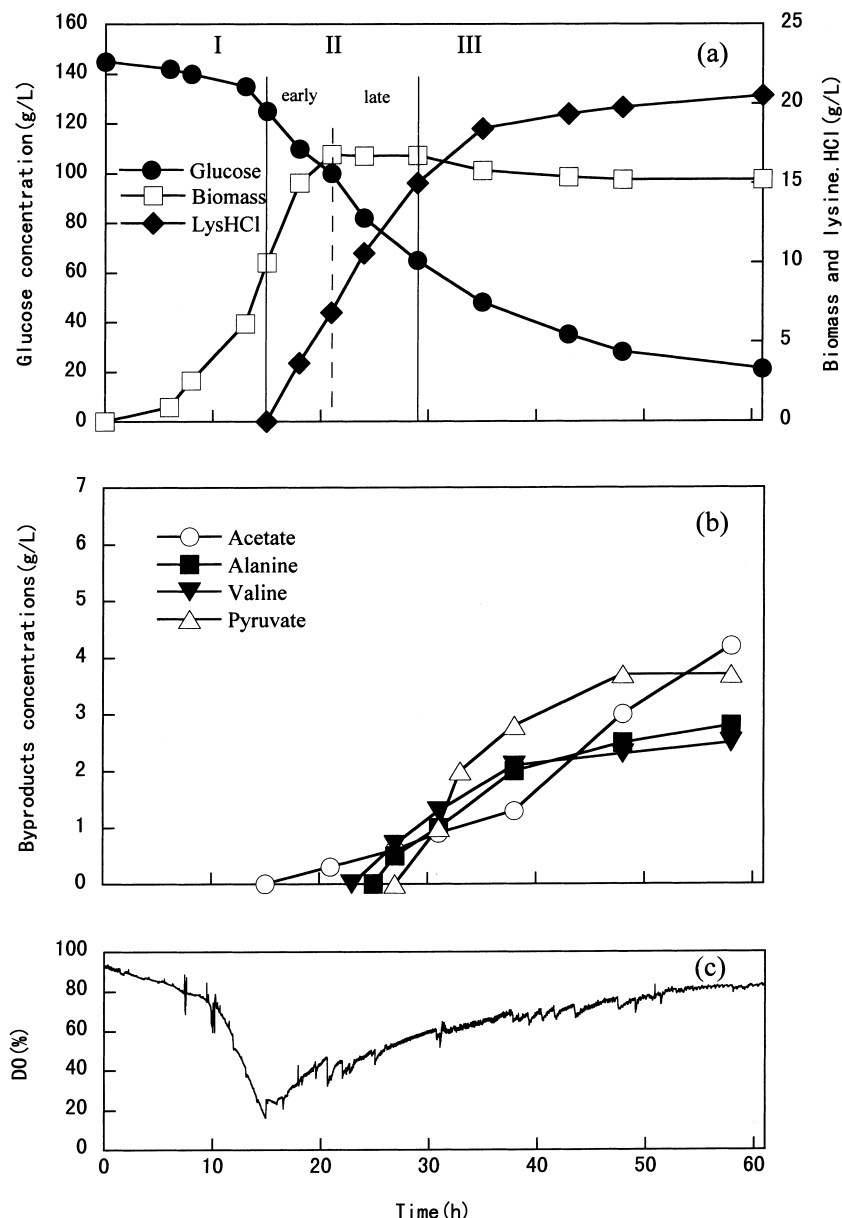 I II III (a)
early late
Glucose
Biomass
LysHCl
Glucose concentration(g/L)
160
140
120
100
80
60
40
20
0
Biomass and lysine.HCl(g/L)
25
20
15
10
5
0
(b)
Acetate
Alanine
Valine
Pyruvate
Byproducts concentrations(g/L)
7
6
5
4
3
2
1
0
(c)
DO(%)
100
80
60
40
20
0
0 10 20 30 40 50 60
Time(h)